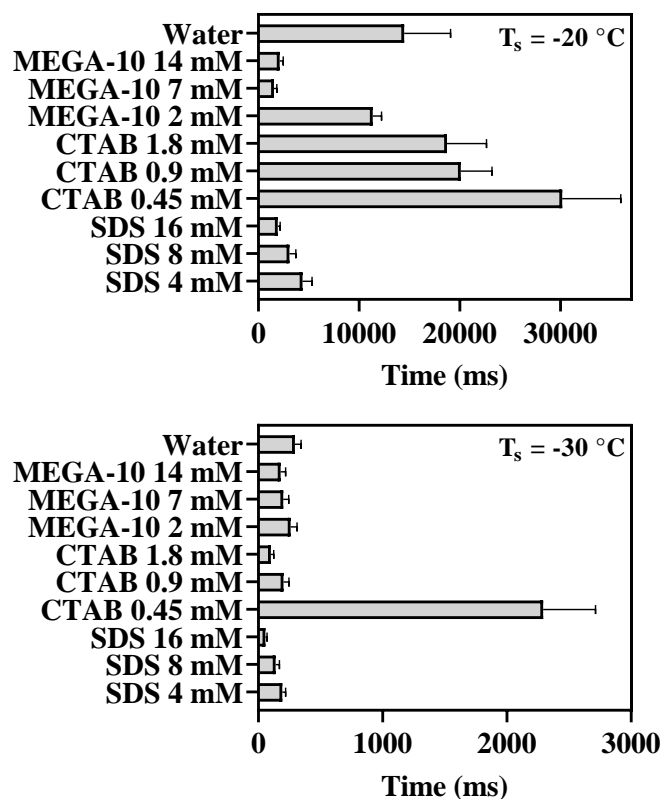 Water
T_s = -20 °C
MEGA-10 14 mM
MEGA-10 7 mM
MEGA-10 2 mM
CTAB 1.8 mM
CTAB 0.9 mM
CTAB 0.45 mM
SDS 16 mM
SDS 8 mM
SDS 4 mM
0 10000 20000 30000
Time (ms)
Water
T_s = -30 °C
MEGA-10 14 mM
MEGA-10 7 mM
MEGA-10 2 mM
CTAB 1.8 mM
CTAB 0.9 mM
CTAB 0.45 mM
SDS 16 mM
SDS 8 mM
SDS 4 mM
0 1000 2000 3000
Time (ms)